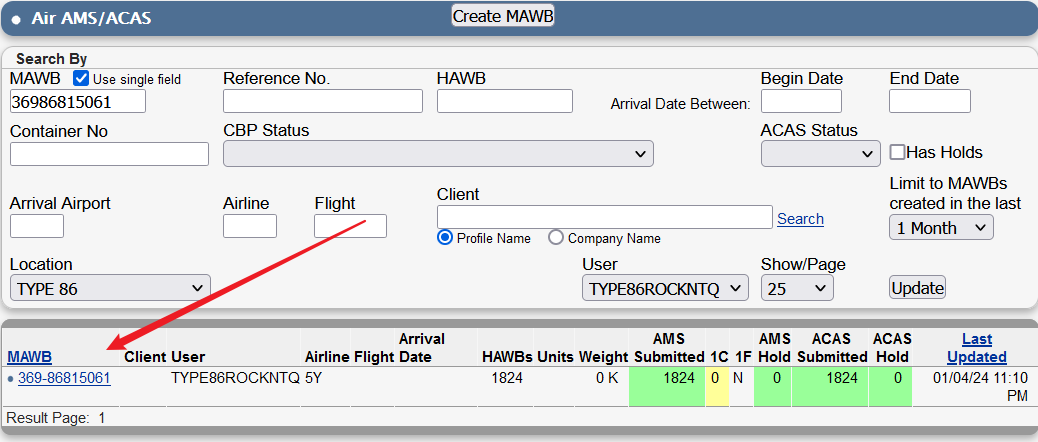 Air AMS/ACAS Create MAWB
Search By
MAWB Use single field Reference No. HAWB Begin Date End Date
36986815061 Arrival Date Between:
Container No CBP Status ACAS Status
Has Holds
Arrival Airport Airline Flight Client Limit to MAWBs
created in the last
Search
1 Month
Profile Name Company Name
Location User Show/Page
TYPE 86 TYPE86ROCKNTQ 25 Update
MAWB Client User Airline Flight Arrival Date HAWBs Units Weight AMS Submitted 1C 1F AMS Hold ACAS Submitted ACAS Hold Last Updated
369-86815061 TYPE86ROCKNTQ 5Y 1824 0 K 1824 0 N 0 1824 0 01/04/24 11:10 PM
Result Page: 1